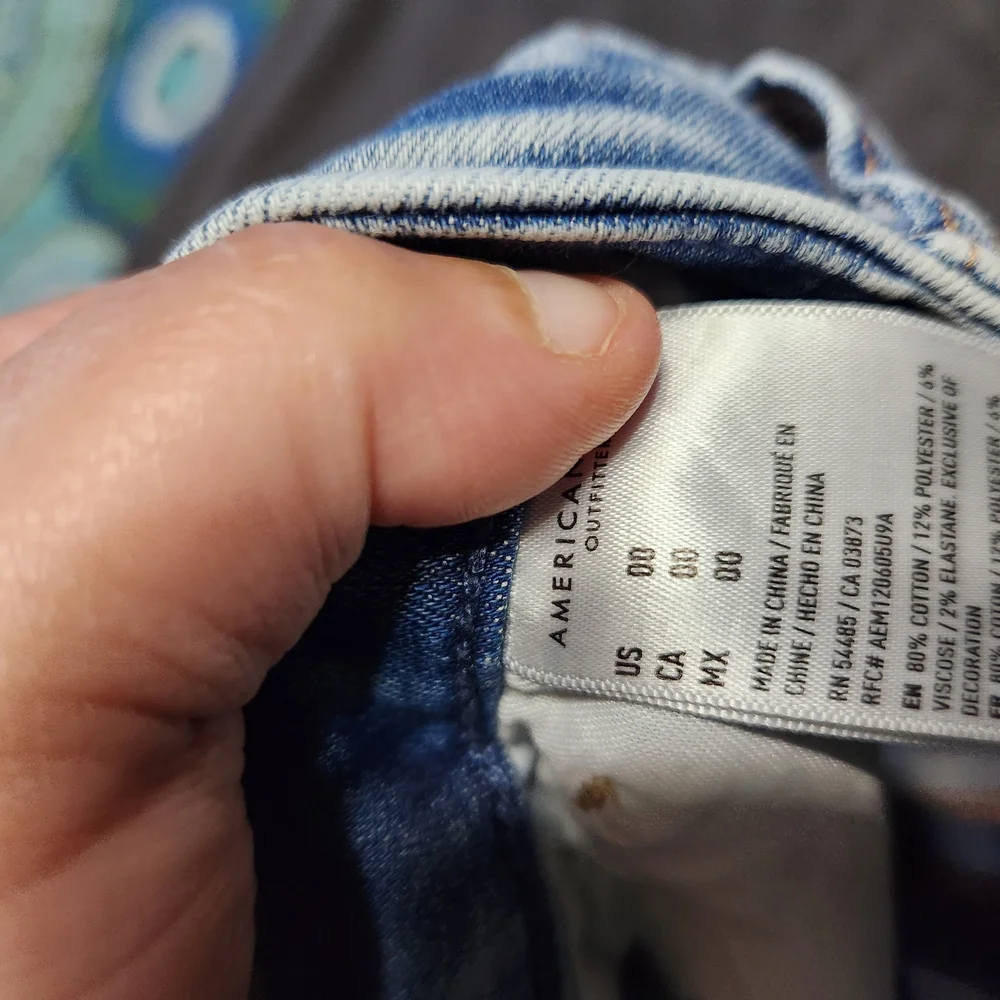 AMERICAN
OUTFITTE
US 00
CA 00
MX 00
MADE IN CHINA / FABRIQUÉ EN
CHINE / HECHO EN CHINA
RN 54485 / CA 03873
RFC# AEM120605U9A
EN 80% COTTON / 12% POLYESTER / 6%
VISCOSE / 2% ELASTANE. EXCLUSIVE OF
DECORATION